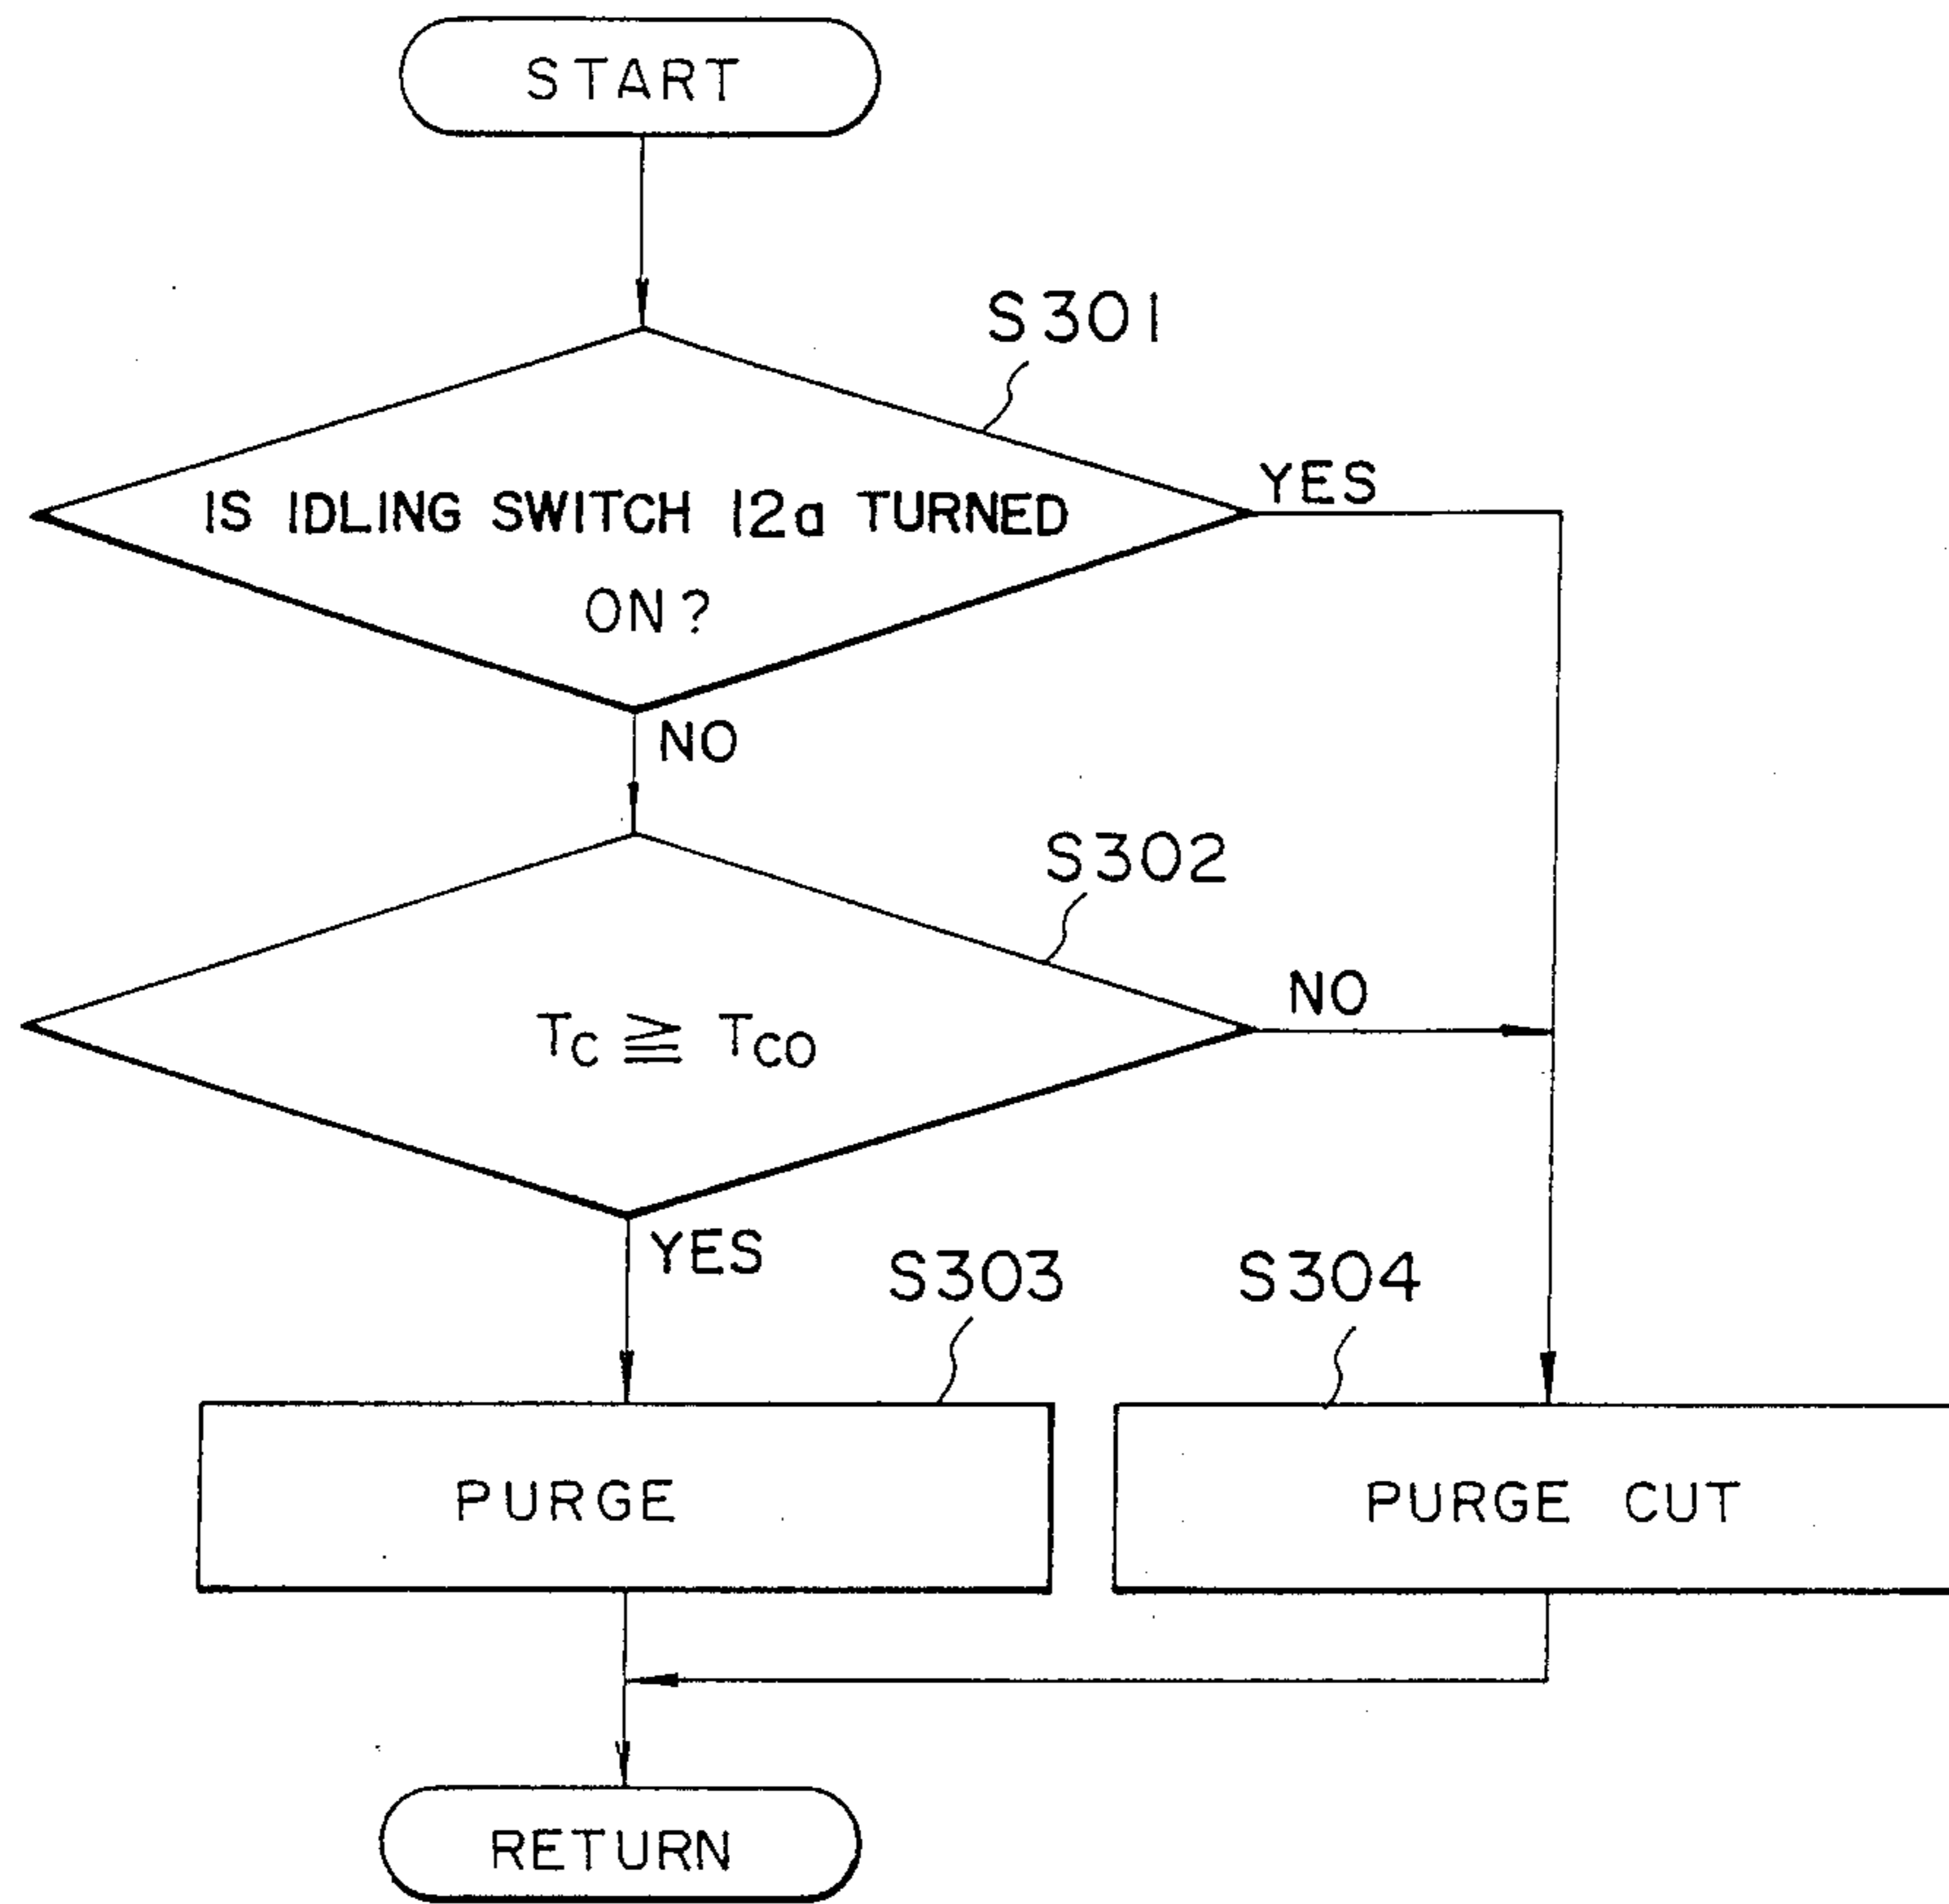 START
S301
IS IDLING SWITCH 12a TURNED
ON?
YES
NO
S302
Tc ≧ Tco
NO
YES
S303
S304
PURGE
PURGE CUT
RETURN